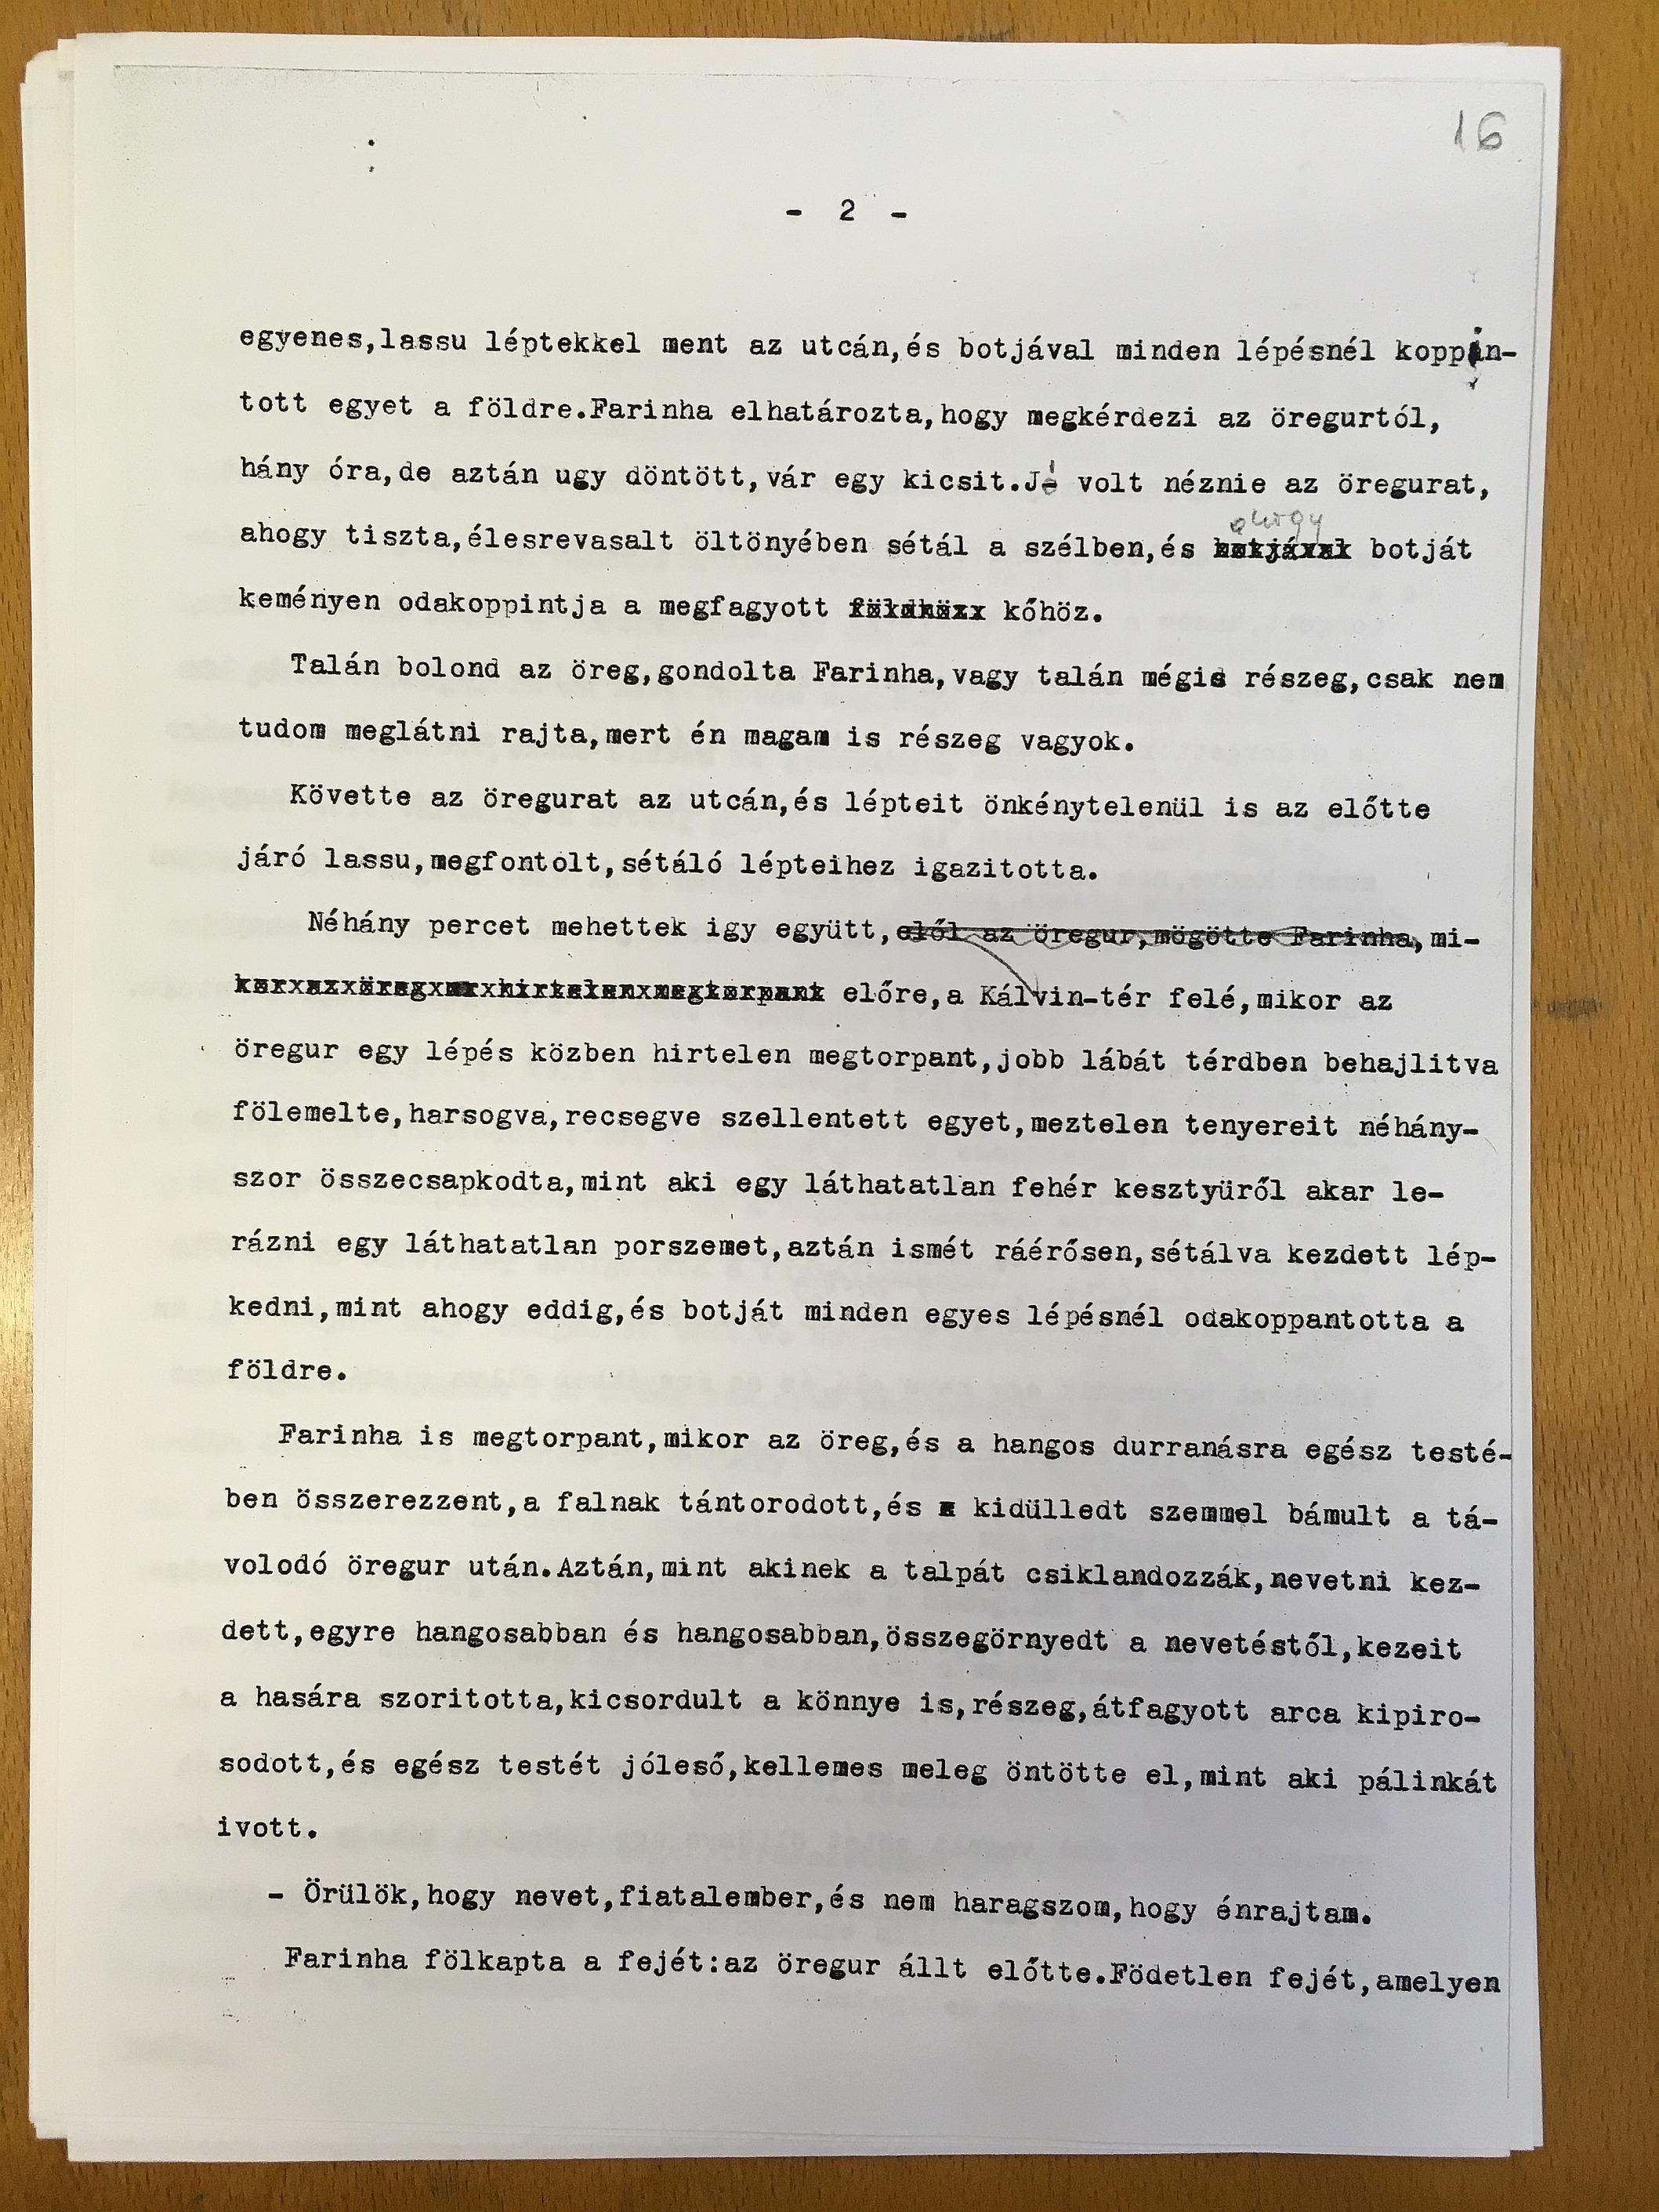 16
- 2 -
egyenes,lassu léptekkel ment az utcán,és botjával minden lépésnél koppin-
tott egyet a földre.Farinha elhatározta,hogy megkérdezi az öregurtól,
hány óra,de aztán ugy döntött,vár egy kicsit.Jó volt néznie az öregurat,
ahogy
ahogy tiszta,élesrevasalt öltönyében sétál a szélben,és botjával botját
keményen odakoppintja a megfagyott földhöz kőhöz.
Talán bolond az öreg,gondolta Farinha,vagy talán mégis részeg,csak nem
tudom meglátni rajta,mert én magam is részeg vagyok.
Követte az öregurat az utcán,és lépteit önkénytelenül is az előtte
járó lassu,megfontolt,sétáló lépteihez igazitotta.
Néhány percet mehettek igy együtt,elől az öregur,mögötte Farinha,mi-
kor az öreg ur hirtelen megtorpant előre,a Kálvin-tér felé,mikor az
öregur egy lépés közben hirtelen megtorpant,jobb lábát térdben behajlitva
fölemelte,harsogva,recsegve szellentett egyet,meztelen tenyereit néhány-
szor összecsapkodta,mint aki egy láthatatlan fehér kesztyüről akar le-
rázni egy láthatatlan porszemet,aztán ismét ráérősen,sétálva kezdett lép-
kedni,mint ahogy eddig,és botját minden egyes lépésnél odakoppantotta a
földre.
Farinha is megtorpant,mikor az öreg,és a hangos durranásra egész testé-
ben összerezzent,a falnak tántorodott,és kidülledt szemmel bámult a tá-
volodó öregur után.Aztán,mint akinek a talpát csiklandozzák,nevetni kez-
dett,egyre hangosabban és hangosabban,összegörnyedt a nevetéstől,kezeit
a hasára szoritotta,kicsordult a könnye is,részeg,átfagyott arca kipiro-
sodott,és egész testét jóleső,kellemes meleg öntötte el,mint aki pálinkát
ivott.
- Örülök,hogy nevet,fiatalember,és nem haragszom,hogy énrajtam.
Farinha fölkapta a fejét:az öregur állt előtte.Födetlen fejét,amelyen